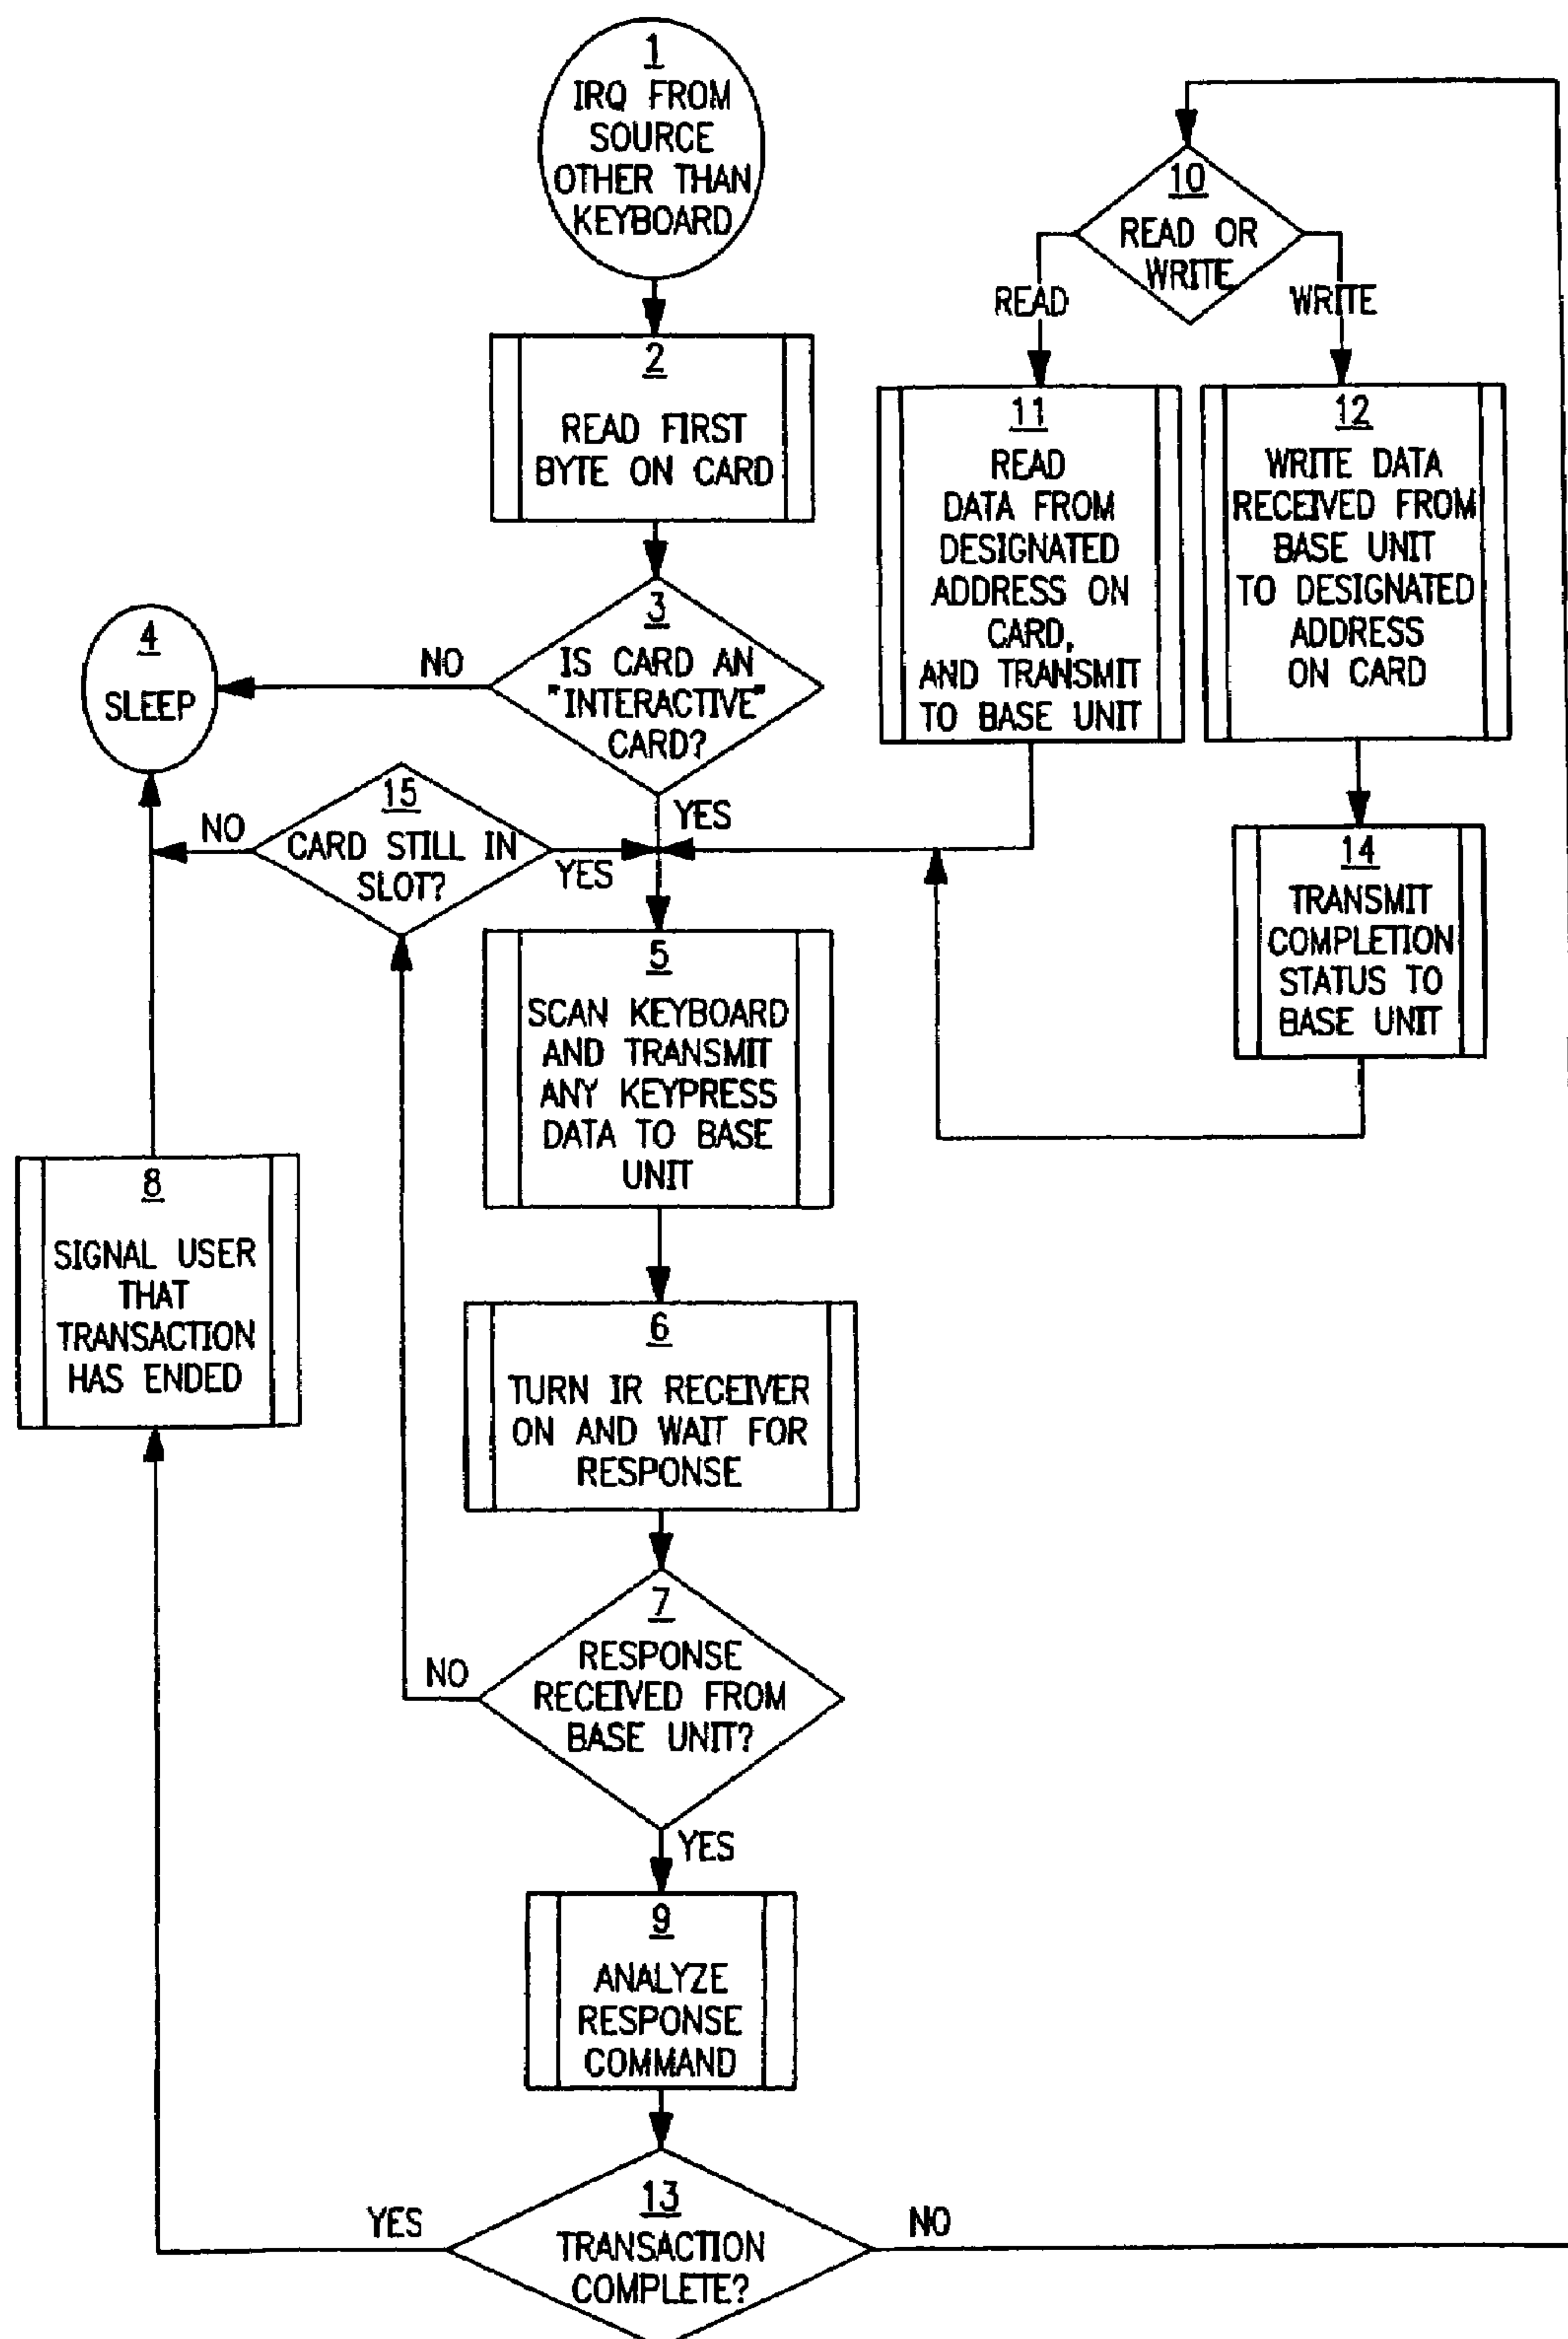 1
IRQ FROM
SOURCE
OTHER THAN
KEYBOARD
2
READ FIRST
BYTE ON CARD
3
IS CARD AN
"INTERACTIVE"
CARD?
NO
YES
4
SLEEP
15
CARD STILL IN
SLOT?
NO
YES
5
SCAN KEYBOARD
AND TRANSMIT
ANY KEYPRESS
DATA TO BASE
UNIT
6
TURN IR RECEIVER
ON AND WAIT FOR
RESPONSE
7
RESPONSE
RECEIVED FROM
BASE UNIT?
NO
YES
8
SIGNAL USER
THAT
TRANSACTION
HAS ENDED
9
ANALYZE
RESPONSE
COMMAND
13
TRANSACTION
COMPLETE?
YES
NO
10
READ OR
WRITE
READ
WRITE
11
READ
DATA FROM
DESIGNATED
ADDRESS ON
CARD,
AND TRANSMIT
TO BASE UNIT
12
WRITE DATA
RECEIVED FROM
BASE UNIT
TO DESIGNATED
ADDRESS
ON CARD
14
TRANSMIT
COMPLETION
STATUS TO
BASE UNIT